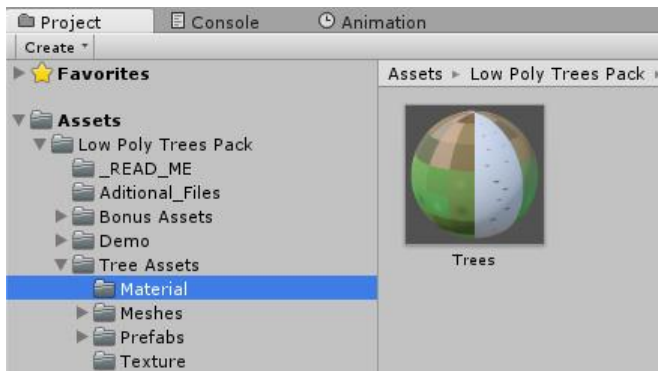 Project Console Animation
Create
Favorites
Assets ▸ Low Poly Trees Pack
Assets
Low Poly Trees Pack
_READ_ME
Aditional_Files
Bonus Assets
Demo
Tree Assets
Material
Meshes
Prefabs
Texture
Trees